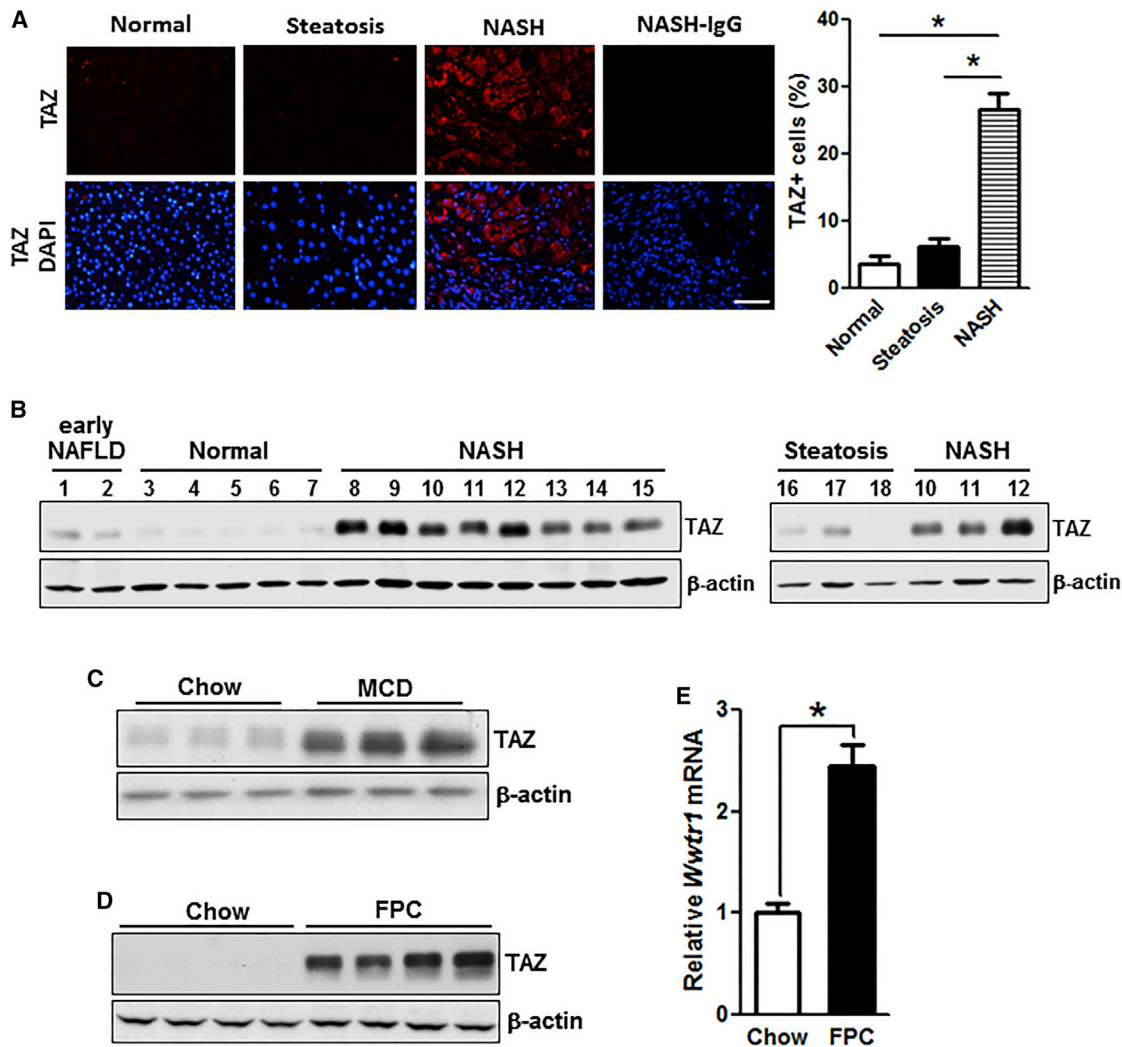 A
Normal Steatosis NASH NASH-IgG
TAZ
TAZ
DAPI
TAZ+ cells (%)
40
30
20
10
0
* 
*
Normal
Steatosis
NASH
B
early
NAFLD Normal NASH
1 2 3 4 5 6 7 8 9 10 11 12 13 14 15
TAZ
β-actin
Steatosis NASH
16 17 18 10 11 12
TAZ
β-actin
C
Chow MCD
TAZ
β-actin
D
Chow FPC
TAZ
β-actin
E
Relative Wwtr1 mRNA
3
2
1
0
*
Chow FPC